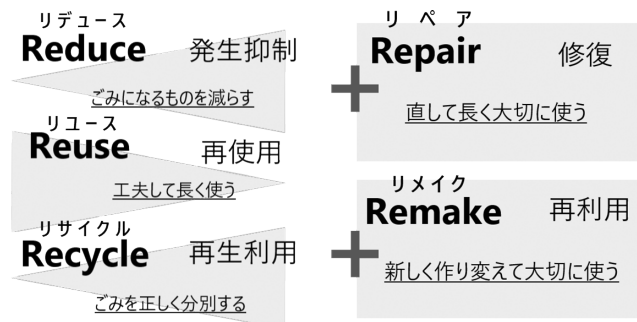 リデュース
Reduce 発生抑制
ごみになるものを減らす
リユース
Reuse 再使用
工夫して長く使う
リサイクル
Recycle 再生利用
ごみを正しく分別する
+
リペア
Repair 修復
直して長く大切に使う
+
リメイク
Remake 再利用
新しく作り変えて大切に使う